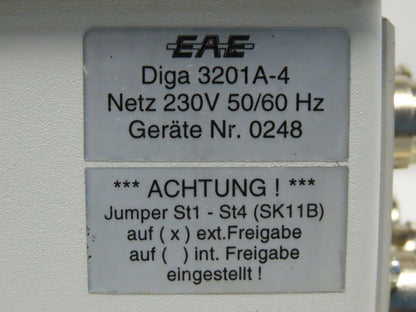 EAE
Diga 3201A-4
Netz 230V 50/60 Hz
Geräte Nr. 0248
*** ACHTUNG ! ***
Jumper St1 - St4 (SK11B)
auf ( x ) ext.Freigabe
auf (   ) int. Freigabe
eingestellt !